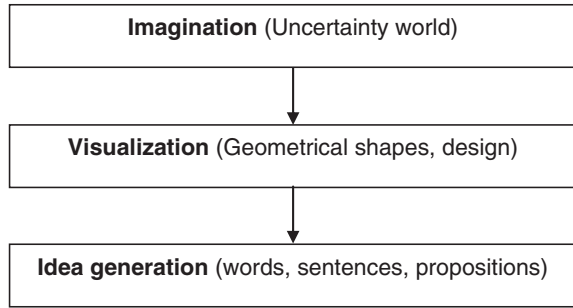 Imagination (Uncertainty world)
Visualization (Geometrical shapes, design)
Idea generation (words, sentences, propositions)